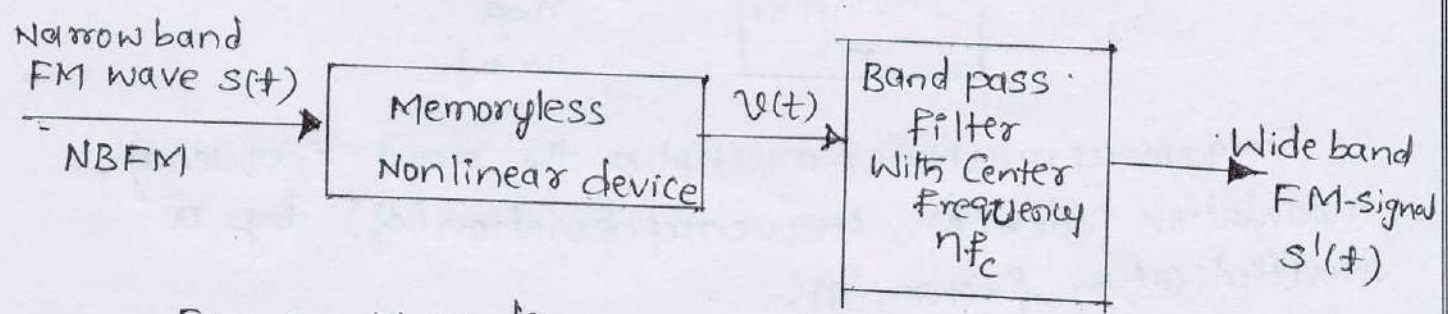 Narrow band
FM wave s(t)
NBFM
Memoryless
Nonlinear device
v(t)
Band pass
filter
With Center
frequency
nfc
Wide band
FM-Signal
s'(t)